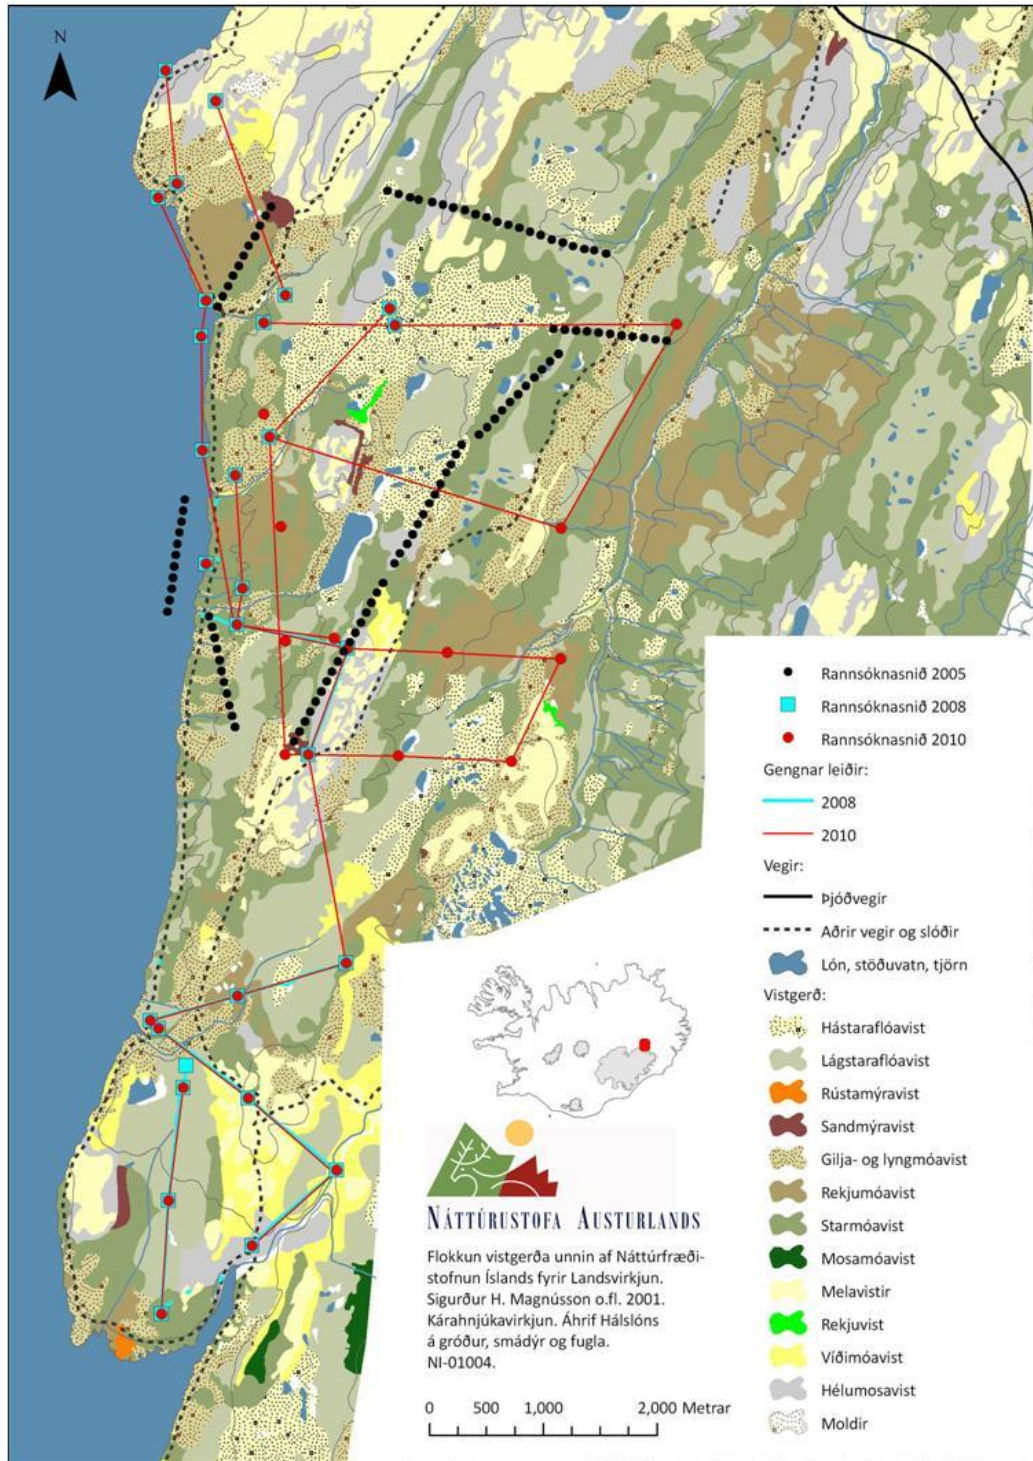 N
Rannsóknasnið 2005
Rannsóknasnið 2008
Rannsóknasnið 2010
Gengnar leiðir:
2008
2010
Vegir:
Þjóðvegir
Aðrir vegir og slóðir
Lón, stöðuvatn, tjörn
Vistgerð:
Hástaraflóavist
Lágstaraflóavist
Rústamýravist
Sandmýravist
Gilja- og lyngmóavist
Rekjumóavist
Starmóavist
Mosamóavist
Melavistir
Rekjuvist
Víðimóavist
Hélumosavist
Moldir
NÁTTÚRUSTOFA AUSTURLANDS
Flokkun vistgerða unnin af Náttúrfræði-
stofnun Íslands fyrir Landsvirkjun.
Sigurður H. Magnússon o.fl. 2001.
Kárahnjúkavirkjun. Áhrif Hálslóns
á gróður, smádýr og fugla.
NI-01004.
0 500 1,000 2,000 Metrar